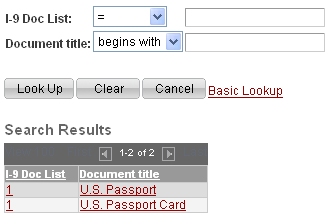 I-9 Doc List: =
Document title: begins with
Look Up Clear Cancel Basic Lookup
Search Results
1-2 of 2
I-9 Doc List Document title
1 U.S. Passport
1 U.S. Passport Card